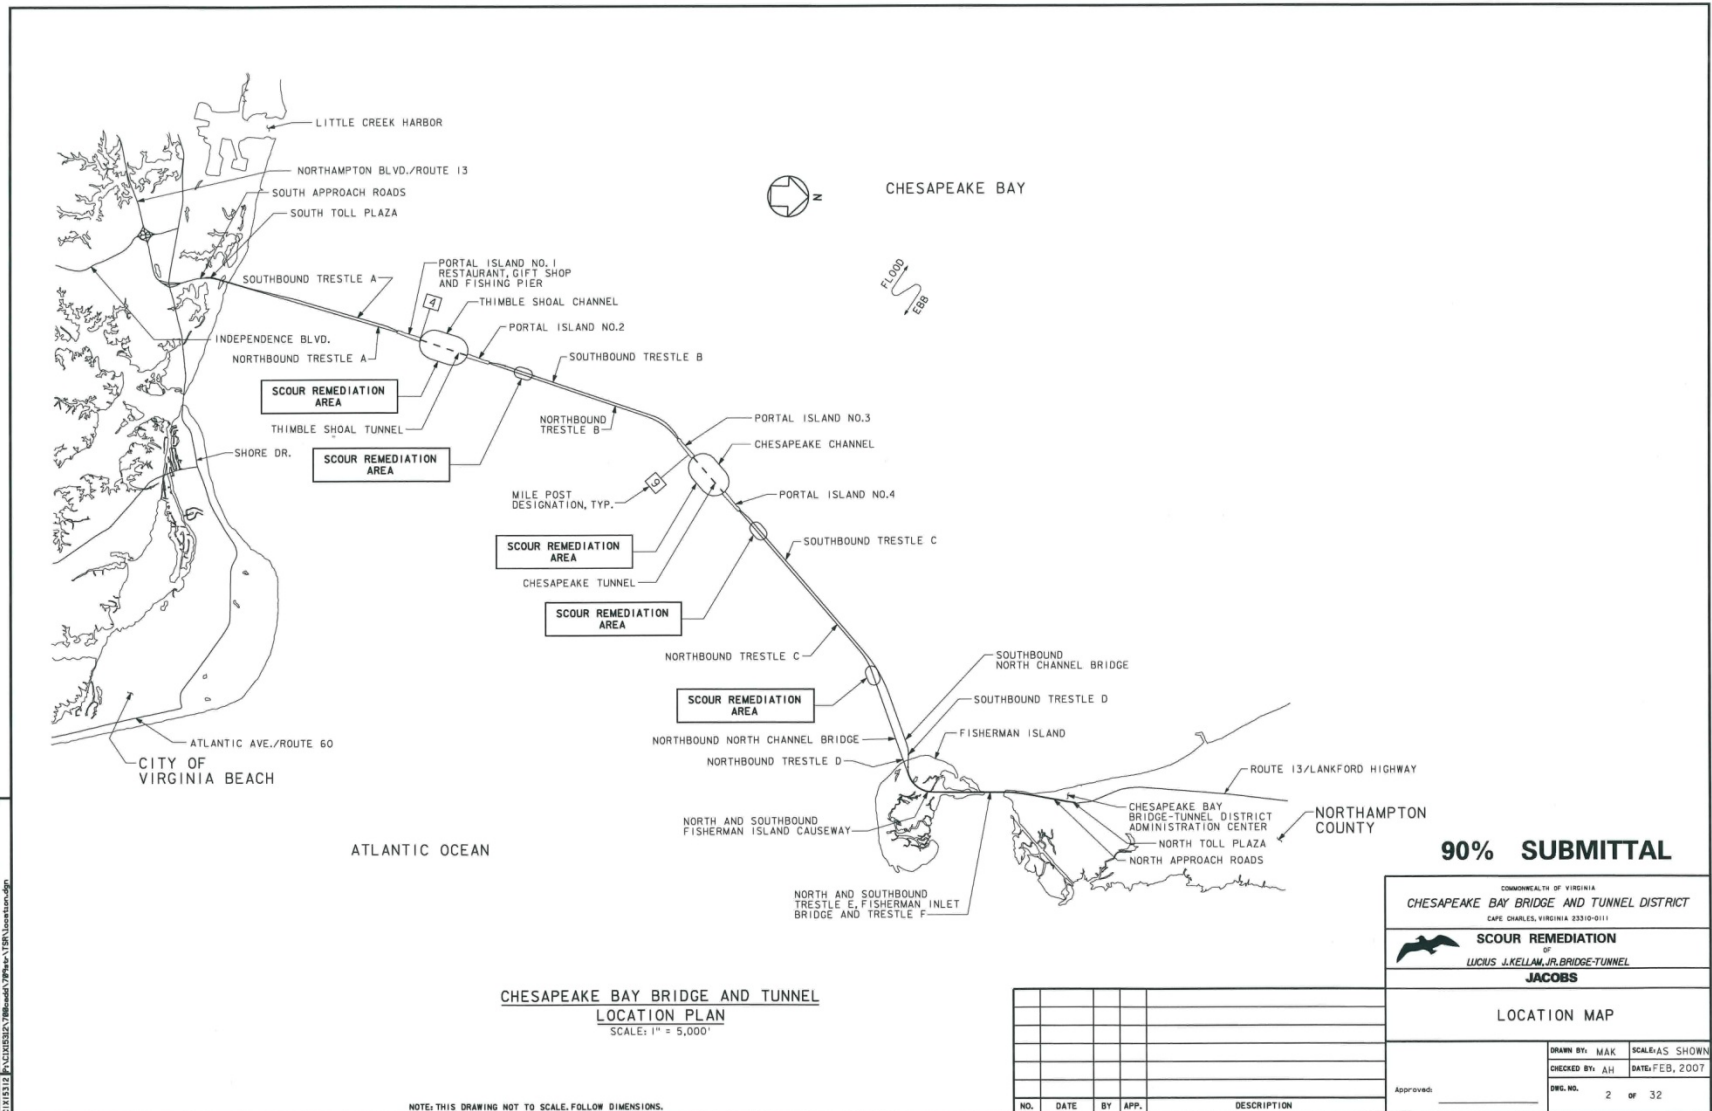 LITTLE CREEK HARBOR
NORTHAMPTON BLVD./ROUTE 13
SOUTH APPROACH ROADS
SOUTH TOLL PLAZA
N
CHESAPEAKE BAY
FLOOD
EBB
SOUTHBOUND TRESTLE A
PORTAL ISLAND NO.1
RESTAURANT, GIFT SHOP
AND FISHING PIER
4
THIMBLE SHOAL CHANNEL
PORTAL ISLAND NO.2
INDEPENDENCE BLVD.
NORTHBOUND TRESTLE A
SOUTHBOUND TRESTLE B
SCOUR REMEDIATION
AREA
THIMBLE SHOAL TUNNEL
NORTHBOUND
TRESTLE B
PORTAL ISLAND NO.3
CHESAPEAKE CHANNEL
SHORE DR.
SCOUR REMEDIATION
AREA
9
MILE POST
DESIGNATION, TYP.
PORTAL ISLAND NO.4
SCOUR REMEDIATION
AREA
SOUTHBOUND TRESTLE C
CHESAPEAKE TUNNEL
SCOUR REMEDIATION
AREA
NORTHBOUND TRESTLE C
SOUTHBOUND
NORTH CHANNEL BRIDGE
SCOUR REMEDIATION
AREA
SOUTHBOUND TRESTLE D
NORTHBOUND NORTH CHANNEL BRIDGE
FISHERMAN ISLAND
NORTHBOUND TRESTLE D
ATLANTIC AVE./ROUTE 60
CITY OF
VIRGINIA BEACH
ROUTE 13/LANKFORD HIGHWAY
CHESAPEAKE BAY
BRIDGE-TUNNEL DISTRICT
ADMINISTRATION CENTER
NORTHAMPTON
COUNTY
NORTH AND SOUTHBOUND
FISHERMAN ISLAND CAUSEWAY
NORTH TOLL PLAZA
NORTH APPROACH ROADS
ATLANTIC OCEAN
NORTH AND SOUTHBOUND
TRESTLE E, FISHERMAN INLET
BRIDGE AND TRESTLE F
90% SUBMITTAL
COMMONWEALTH OF VIRGINIA
CHESAPEAKE BAY BRIDGE AND TUNNEL DISTRICT
CAPE CHARLES, VIRGINIA 23310-0111
SCOUR REMEDIATION
OF
LUCIUS J. KELLAM, JR. BRIDGE-TUNNEL
JACOBS
LOCATION MAP
CHESAPEAKE BAY BRIDGE AND TUNNEL
LOCATION PLAN
SCALE: 1" = 5,000'
DRAWN BY: MAK
SCALE: AS SHOWN
CHECKED BY: AH
DATE: FEB, 2007
Approved:
DWG. NO.
2 OF 32
NO. DATE BY APP. DESCRIPTION
NOTE: THIS DRAWING NOT TO SCALE. FOLLOW DIMENSIONS.